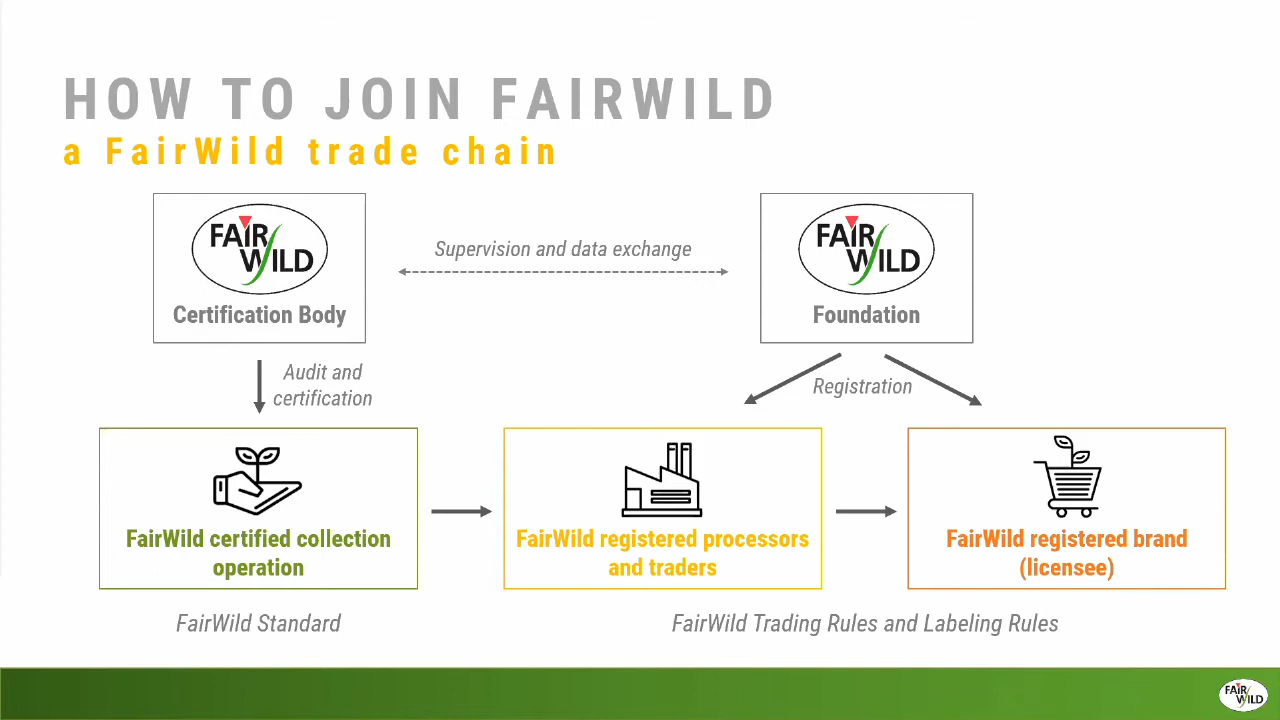 HOW TO JOIN FAIRWILD
a FairWild trade chain
FAIR
WILD
Certification Body
Supervision and data exchange
FAIR
WILD
Foundation
Audit and
certification
Registration
FairWild certified collection
operation
FairWild registered processors
and traders
FairWild registered brand
(licensee)
FairWild Standard
FairWild Trading Rules and Labeling Rules
FAIR
WILD